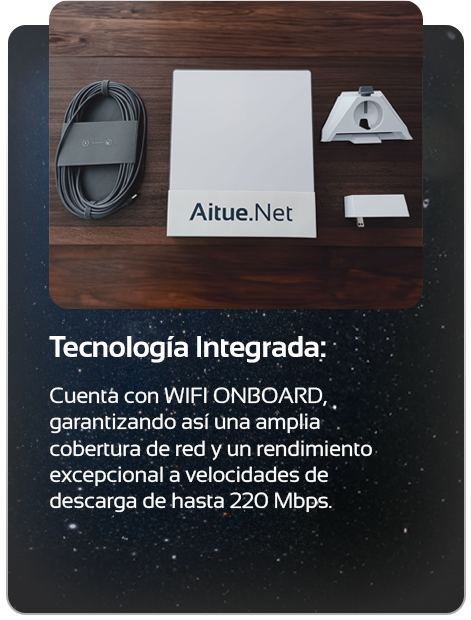 Aitue.Net
Tecnología Integrada:
Cuenta con WIFI ONBOARD,
garantizando así una amplia
cobertura de red y un rendimiento
excepcional a velocidades de
descarga de hasta 220 Mbps.